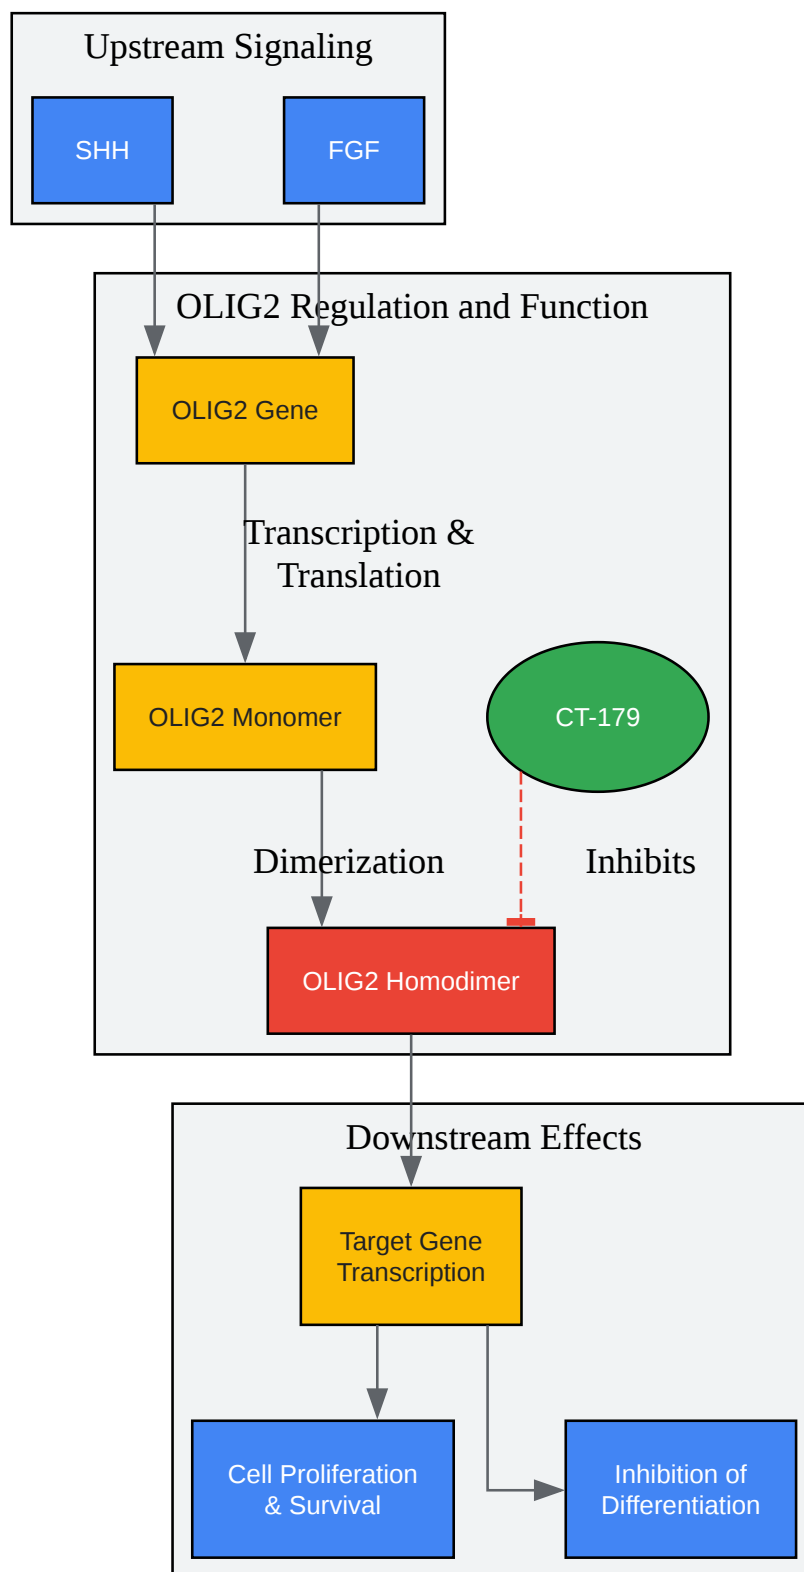 Upstream Signaling
SHH
FGF
OLIG2 Regulation and Function
OLIG2 Gene
Transcription &
Translation
OLIG2 Monomer
CT-179
Dimerization
Inhibits
OLIG2 Homodimer
Downstream Effects
Target Gene
Transcription
Cell Proliferation
& Survival
Inhibition of
Differentiation